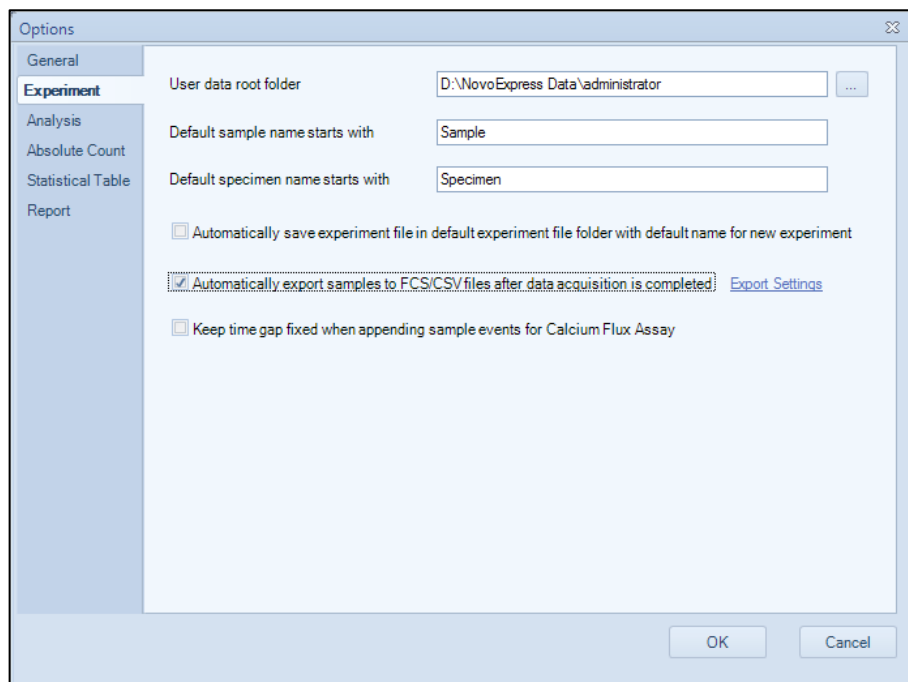 Options
General
Experiment
Analysis
Absolute Count
Statistical Table
Report
User data root folder
D:\NovoExpress Data\administrator
...
Default sample name starts with
Sample
Default specimen name starts with
Specimen
Automatically save experiment file in default experiment file folder with default name for new experiment
Automatically export samples to FCS/CSV files after data acquisition is completed Export Settings
Keep time gap fixed when appending sample events for Calcium Flux Assay
OK
Cancel